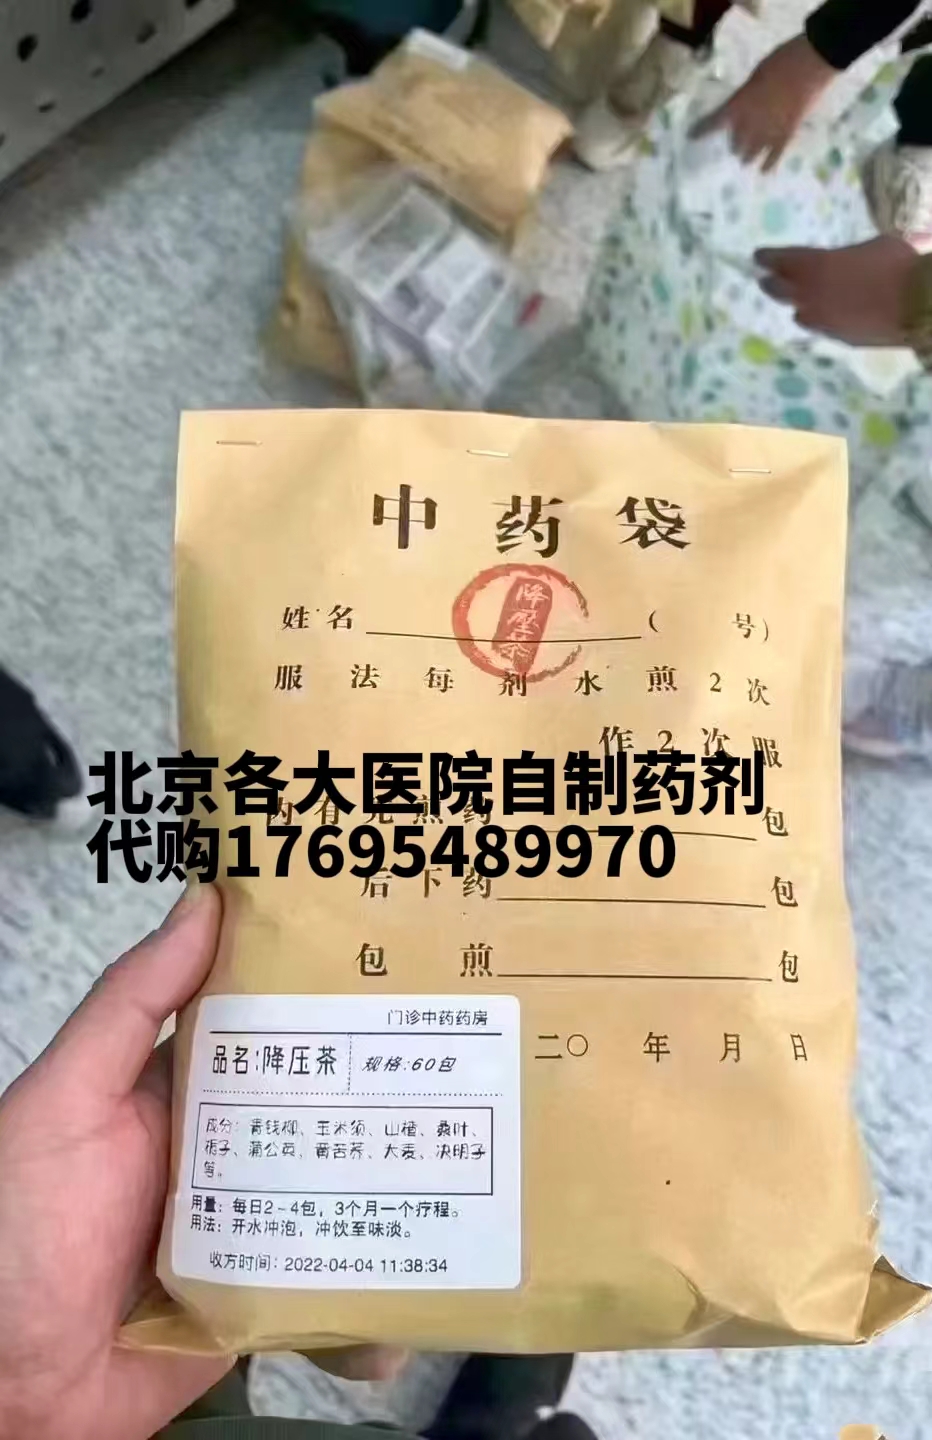 中药袋
降压茶
姓名（号）
服法每剂水煎2次
作2次服
北京各大医院自制药剂
内有先煎药包
代购17695489970
后下药包
包煎包
二〇 年 月 日
门诊中药药房
品名:降压茶 规格:60包
成分：青钱柳、玉米须、山楂、桑叶、
栀子、蒲公英、黄苦荞、大麦、决明子
等。
用量：每日2-4包，3个月一个疗程。
用法：开水冲泡，冲饮至味淡。
收方时间：2022-04-04 11:38:34